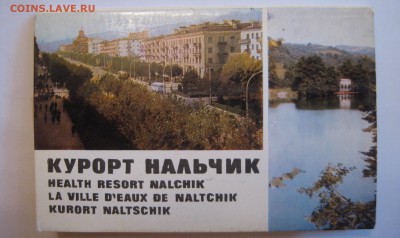 COINS.LAVE.RU
КУРОРТ НАЛЬЧИК
HEALTH RESORT NALCHIK
LA VILLE D'EAUX DE NALTCHIK
KURORT NALTSCHIK